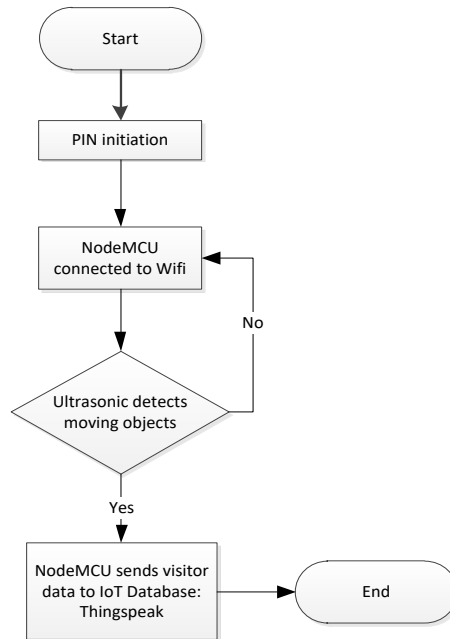 Start
PIN initiation
NodeMCU
connected to Wifi
No
Ultrasonic detects
moving objects
Yes
NodeMCU sends visitor
data to IoT Database:
Thingspeak
End